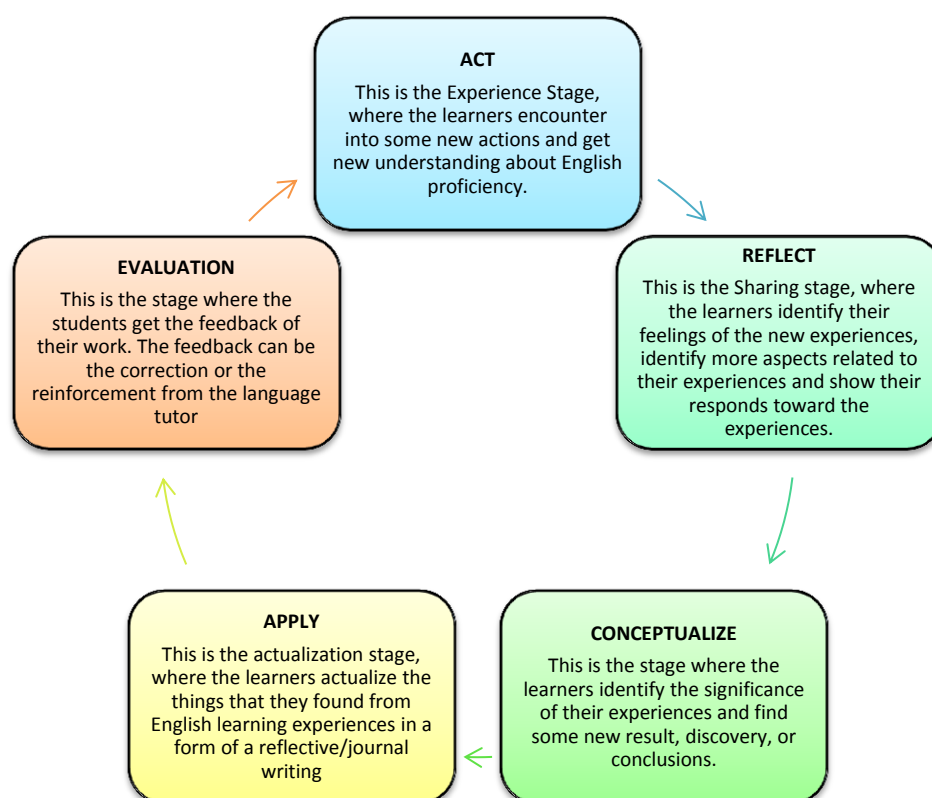 ACT
This is the Experience Stage,
where the learners encounter
into some new actions and get
new understanding about English
proficiency.
REFLECT
This is the Sharing stage, where
the learners identify their
feelings of the new experiences,
identify more aspects related to
their experiences and show their
responds toward the
experiences.
CONCEPTUALIZE
This is the stage where the
learners identify the significance
of their experiences and find
some new result, discovery, or
conclusions.
APPLY
This is the actualization stage,
where the learners actualize the
things that they found from
English learning experiences in a
form of a reflective/journal
writing
EVALUATION
This is the stage where the
students get the feedback of
their work. The feedback can be
the correction or the
reinforcement from the language
tutor